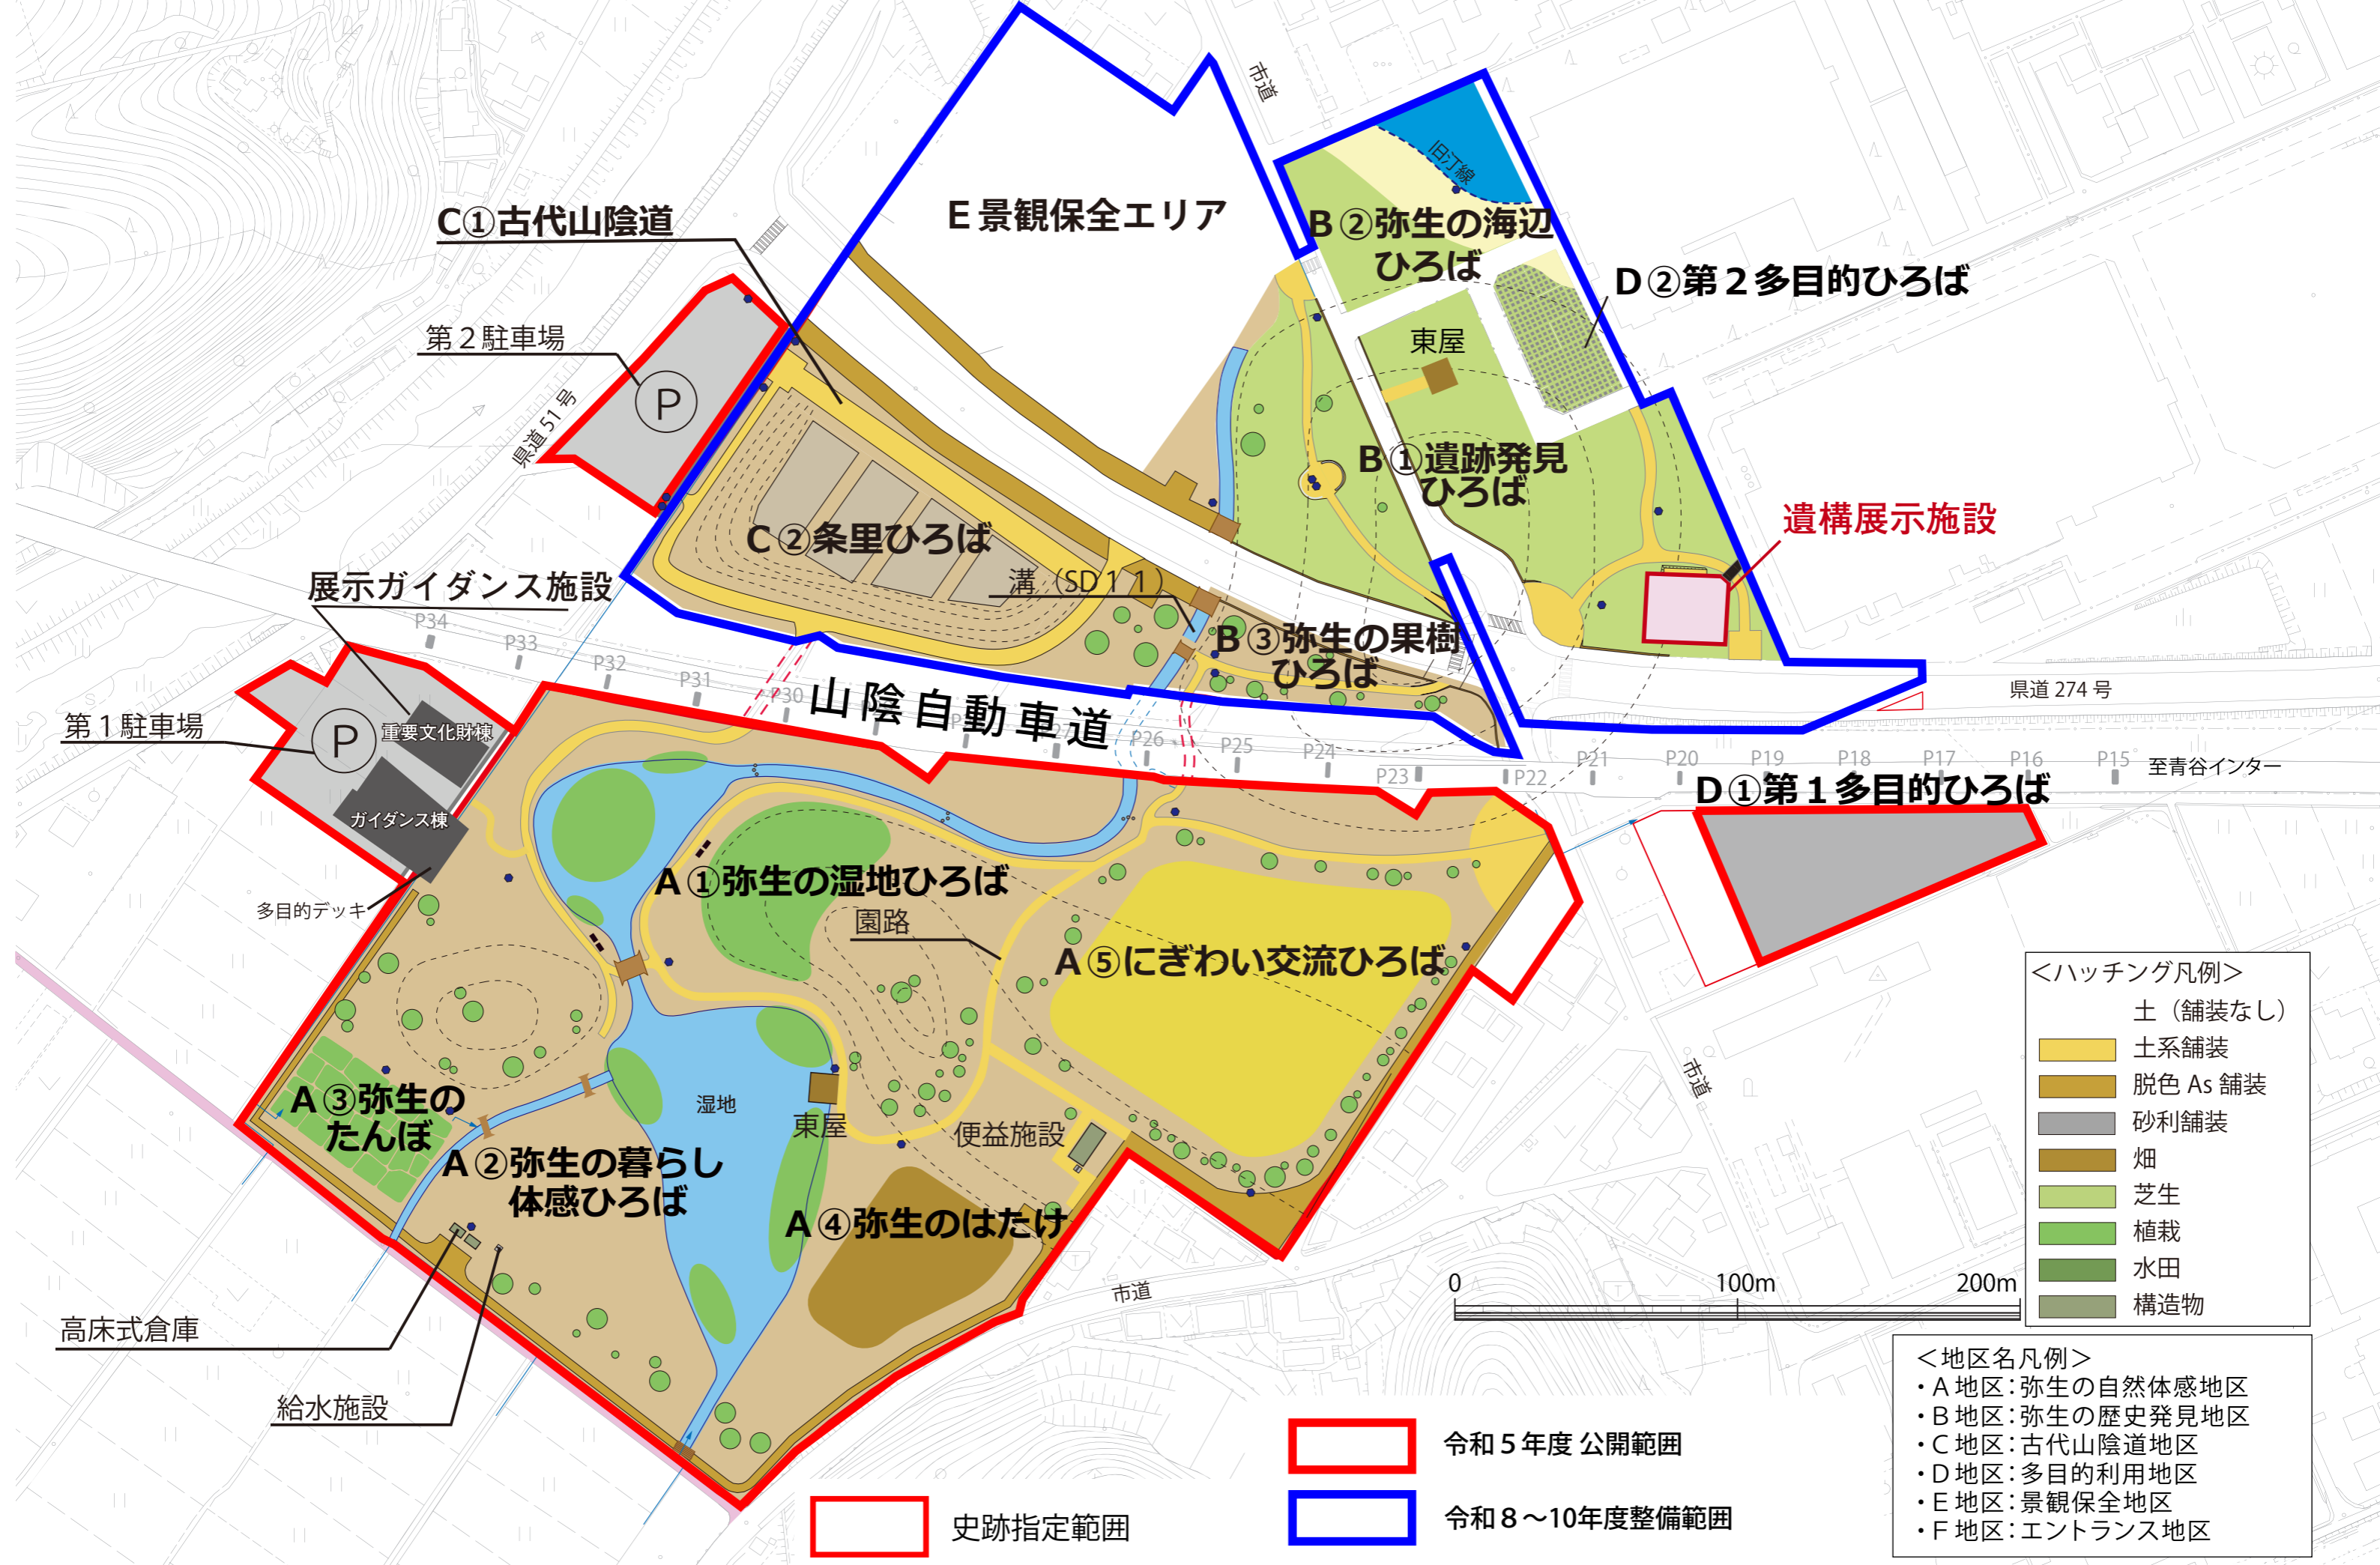 市道
旧汀線
E 景観保全エリア
C①古代山陰道
B②弥生の海辺
ひろば
D②第２多目的ひろば
第２駐車場
P
県道 51 号
東屋
B①遺跡発見
ひろば
遺構展示施設
C②条里ひろば
溝（SD１１）
展示ガイダンス施設
B③弥生の果樹
ひろば
P34
P33
P32
P31
P30
山陰自動車道
P27
P26
P25
P24
P23
P22
P21
P20
P19
P18
P17
P16
P15
県道 274 号
至青谷インター
第１駐車場
P
重要文化財棟
ガイダンス棟
多目的デッキ
D①第１多目的ひろば
A①弥生の湿地ひろば
園路
A⑤にぎわい交流ひろば
A③弥生の
たんぼ
湿地
東屋
便益施設
A②弥生の暮らし
体感ひろば
A④弥生のはたけ
市道
市道
高床式倉庫
給水施設
0 100m 200m
＜ハッチング凡例＞
土（舗装なし）
土系舗装
脱色 As 舗装
砂利舗装
畑
芝生
植栽
水田
構造物
＜地区名凡例＞
・A 地区：弥生の自然体感地区
・B 地区：弥生の歴史発見地区
・C 地区：古代山陰道地区
・D 地区：多目的利用地区
・E 地区：景観保全地区
・F 地区：エントランス地区
令和５年度 公開範囲
令和８～10年度整備範囲
史跡指定範囲